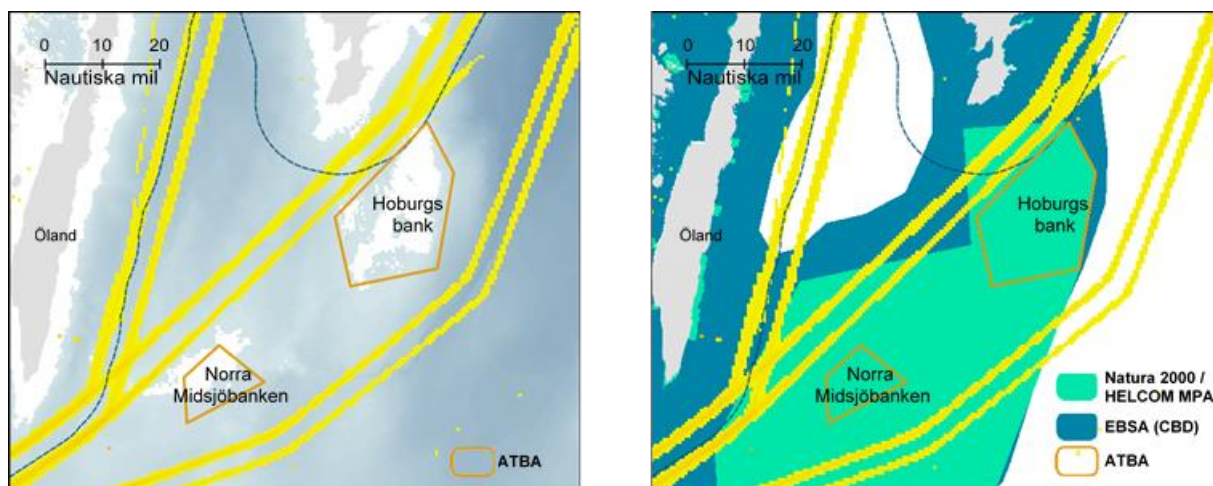 0 10 20
Nautiska mil
Öland
Hoburgs
bank
Norra
Midsjöbanken
ATBA
0 10 20
Nautiska mil
Öland
Hoburgs
bank
Norra
Midsjöbanken
Natura 2000 /
HELCOM MPA
EBSA (CBD)
ATBA